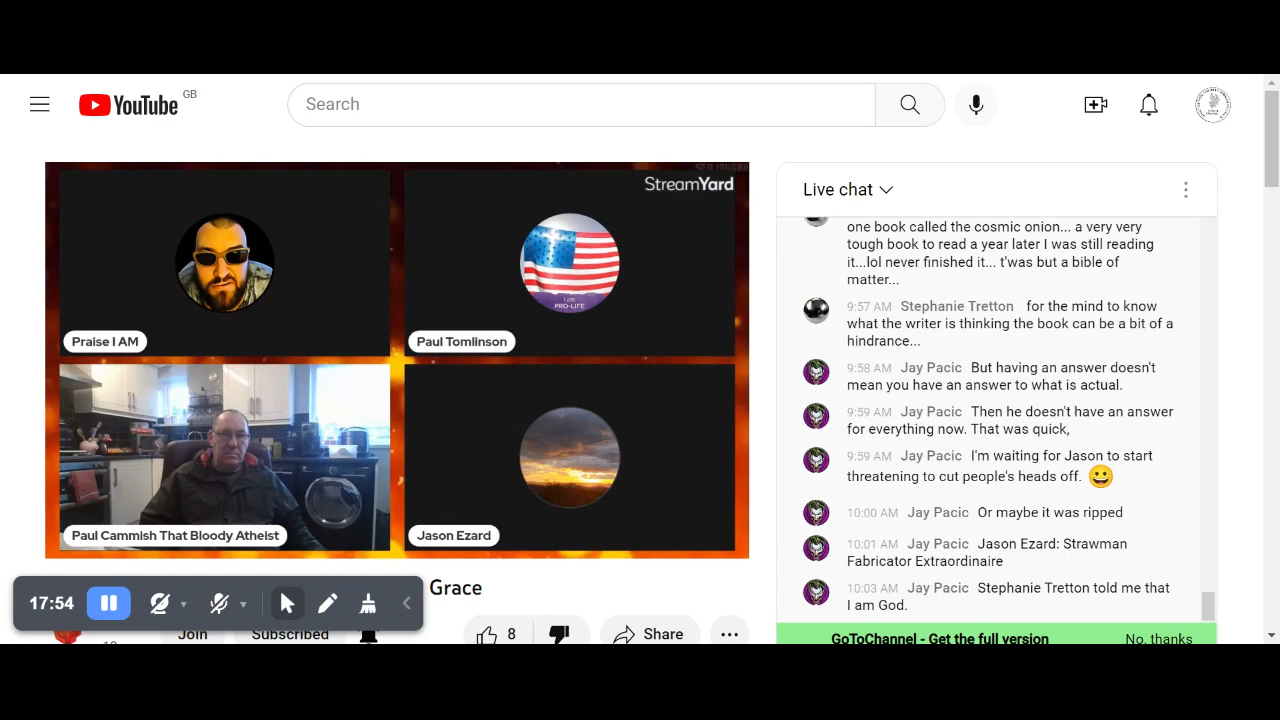 YouTube GB
Search
StreamYard
I am
PRO-LIFE
Praise I AM
Paul Tomlinson
Paul Cammish That Bloody Atheist
Jason Ezard
Grace
17:54
Join
Subscribed
8
Share
Live chat
one book called the cosmic onion... a very very
tough book to read a year later I was still reading
it...lol never finished it... t'was but a bible of
matter...
9:57 AM Stephanie Tretton for the mind to know
what the writer is thinking the book can be a bit of a
hindrance...
9:58 AM Jay Pacic But having an answer doesn't
mean you have an answer to what is actual.
9:59 AM Jay Pacic Then he doesn't have an answer
for everything now. That was quick,
9:59 AM Jay Pacic I'm waiting for Jason to start
threatening to cut people's heads off. 😀
10:00 AM Jay Pacic Or maybe it was ripped
10:01 AM Jay Pacic Jason Ezard: Strawman
Fabricator Extraordinaire
10:03 AM Jay Pacic Stephanie Tretton told me that
I am God.
GoToChannel - Get the full version No, thanks